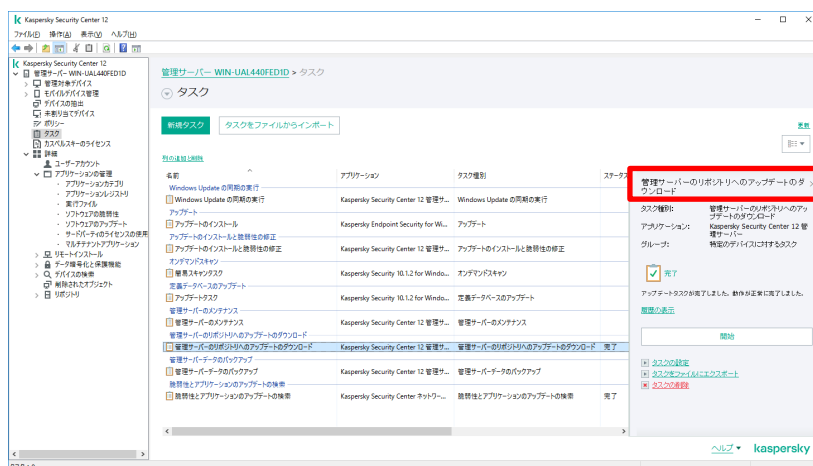 Kaspersky Security Center 12
ファイル(F) 操作(A) 表示(V) ヘルプ(H)
Kaspersky Security Center 12
管理サーバー WIN-UAL440FED1D
管理対象デバイス
モバイルデバイス管理
デバイスの抽出
未割り当てデバイス
ポリシー
タスク
カスペルスキーのライセンス
詳細
ユーザーアカウント
アプリケーションの管理
アプリケーションカテゴリ
アプリケーションレジストリ
実行ファイル
ソフトウェアの脆弱性
ソフトウェアのアップデート
サードパーティのライセンスの使用
マルチテナントアプリケーション
リモートインストール
データ暗号化と保護機能
デバイスの検索
削除されたオブジェクト
リポジトリ
管理サーバー WIN-UAL440FED1D > タスク
タスク
新規タスク タスクをファイルからインポート
更新
列の追加と削除
名前 アプリケーション タスク種別 ステータス
Windows Update の同期の実行
Windows Update の同期の実行 Kaspersky Security Center 12 管理サ... Windows Update の同期の実行
アップデート
アップデートのインストール Kaspersky Endpoint Security for Wi... アップデート
アップデートのインストールと脆弱性の修正
アップデートのインストールと脆弱性の修正 Kaspersky Security Center 12 管理サ... アップデートのインストールと脆弱性の修正
オンデマンドスキャン
簡易スキャンタスク Kaspersky Security 10.1.2 for Windo... オンデマンドスキャン
定義データベースのアップデート
アップデートタスク Kaspersky Security 10.1.2 for Windo... 定義データベースのアップデート
管理サーバーのメンテナンス
管理サーバーのメンテナンス Kaspersky Security Center 12 管理サ... 管理サーバーのメンテナンス
管理サーバーのリポジトリへのアップデートのダウンロード
管理サーバーのリポジトリへのアップデートのダウンロード Kaspersky Security Center 12 管理サ... 管理サーバーのリポジトリへのアップデートのダウンロード 完了
管理サーバーデータのバックアップ
管理サーバーデータのバックアップ Kaspersky Security Center 12 管理サ... 管理サーバーデータのバックアップ
脆弱性とアプリケーションのアップデートの検索
脆弱性とアプリケーションのアップデートの検索 Kaspersky Security Center ネットワー... 脆弱性とアプリケーションのアップデートの検索 完了
管理サーバーのリポジトリへのアップデートのダ
ウンロード
タスク種別: 管理サーバーのリポジトリへのアッ
プデートのダウンロード
アプリケーション: Kaspersky Security Center 12 管
理サーバー
グループ: 特定のデバイスに対するタスク
完了
アップデートタスクが完了しました。動作が正常に完了しました。
履歴の表示
開始
タスクの設定
タスクをファイルにエクスポート
タスクの削除
ヘルプ kaspersky